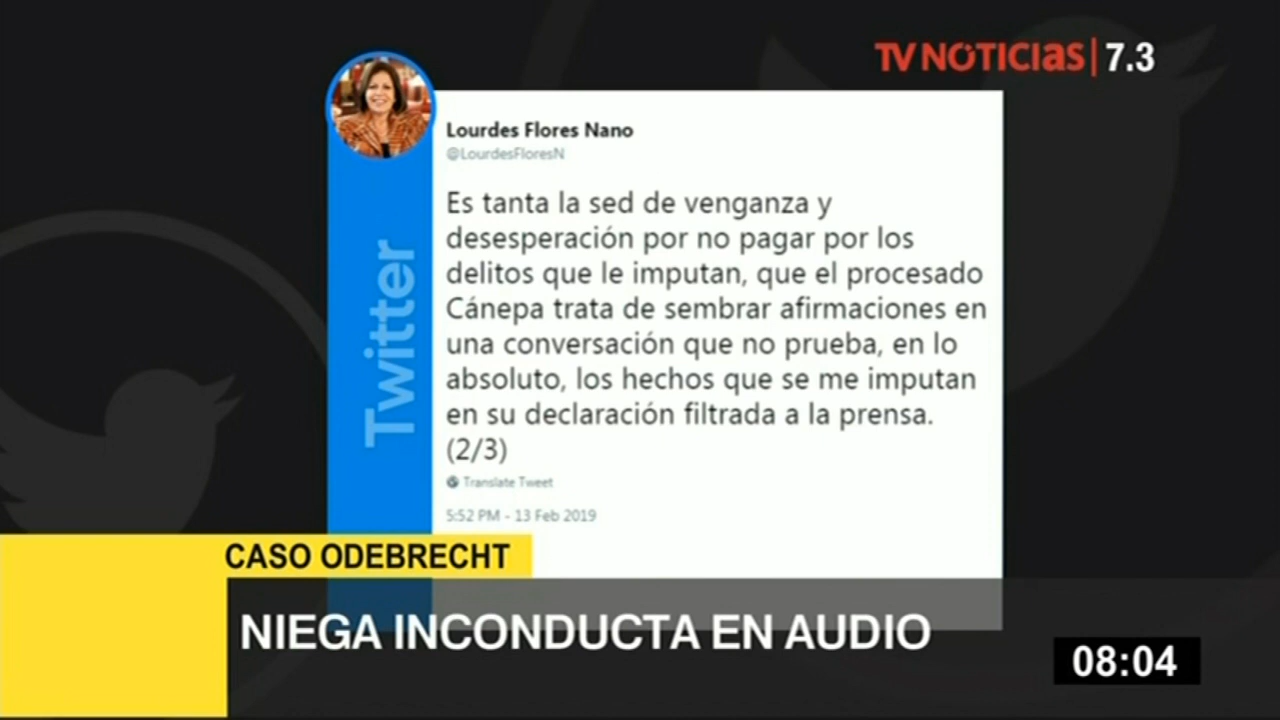 TV NOTICIAS | 7.3
Lourdes Flores Nano
@LourdesFloresN
Es tanta la sed de venganza y
desesperación por no pagar por los
delitos que le imputan, que el procesado
Cánepa trata de sembrar afirmaciones en
una conversación que no prueba, en lo
absoluto, los hechos que se me imputan
en su declaración filtrada a la prensa.
(2/3)
Translate Tweet
5:52 PM - 13 Feb 2019
Twitter
CASO ODEBRECHT
NIEGA INCONDUCTA EN AUDIO
08:04